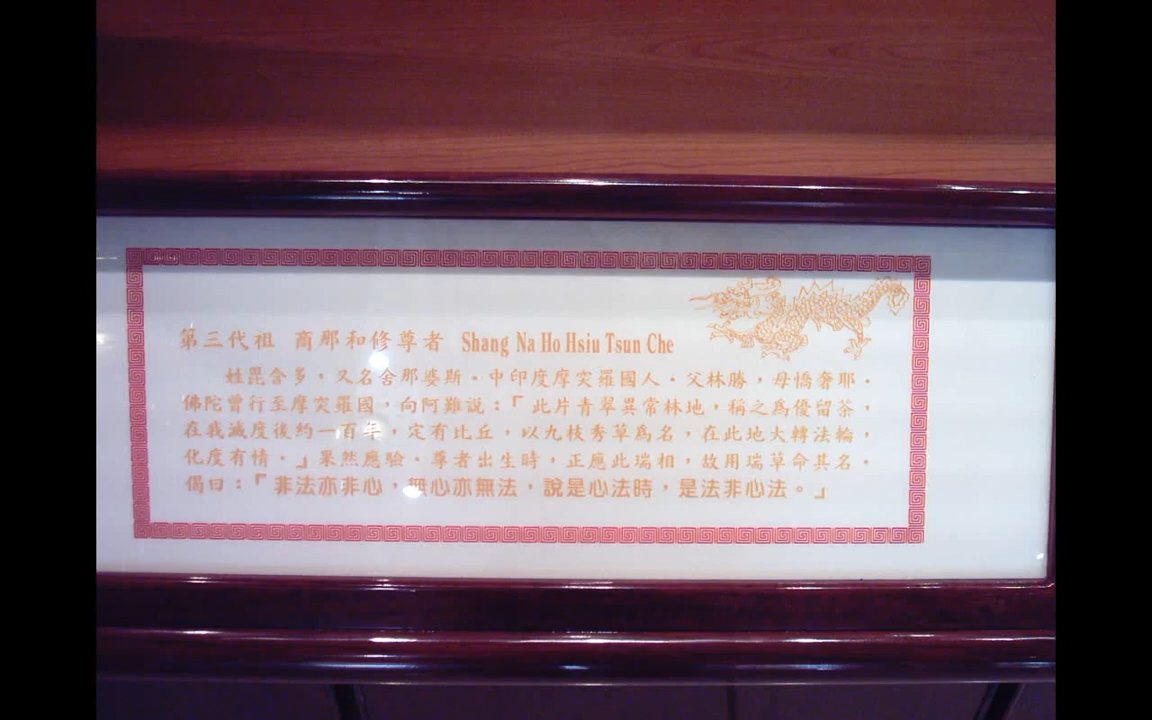 第三代祖 商那和修尊者 Shang Na Ho Hsiu Tsun Che
姓毘舍多，又名舍那婆斯。中印度摩突羅國人。父林勝，母憍奢耶。
佛陀曾行至摩突羅國，向阿難說：「此片青翠異常林地，稱之為優留荼，
在我滅度後約一百年，定有比丘，以九枝秀草為名，在此地大轉法輪，
化度有情。」果然應驗。尊者出生時，正應此瑞相，故用瑞草命其名。
偈曰：「非法亦非心，無心亦無法，說是心法時，是法非心法。」